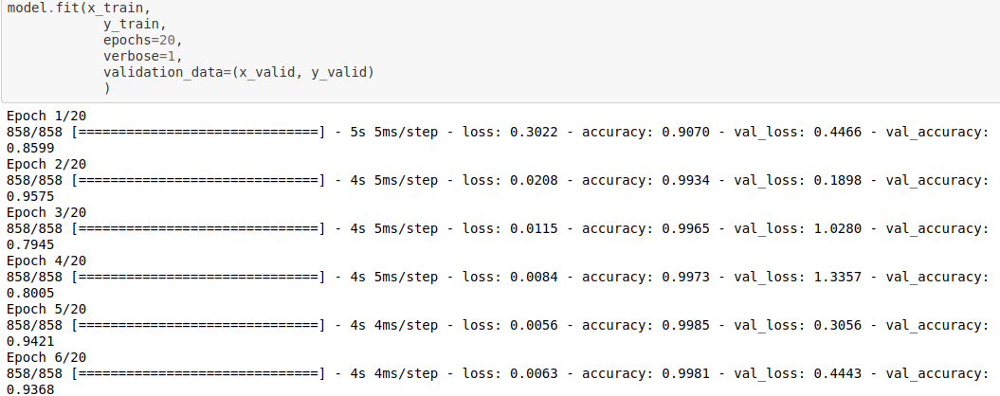 model.fit(x_train,
y_train,
epochs=20,
verbose=1,
validation_data=(x_valid, y_valid)
)
Epoch 1/20
858/858 [==============================] - 5s 5ms/step - loss: 0.3022 - accuracy: 0.9070 - val_loss: 0.4466 - val_accuracy:
0.8599
Epoch 2/20
858/858 [==============================] - 4s 5ms/step - loss: 0.0208 - accuracy: 0.9934 - val_loss: 0.1898 - val_accuracy:
0.9575
Epoch 3/20
858/858 [==============================] - 4s 5ms/step - loss: 0.0115 - accuracy: 0.9965 - val_loss: 1.0280 - val_accuracy:
0.7945
Epoch 4/20
858/858 [==============================] - 4s 5ms/step - loss: 0.0084 - accuracy: 0.9973 - val_loss: 1.3357 - val_accuracy:
0.8005
Epoch 5/20
858/858 [==============================] - 4s 4ms/step - loss: 0.0056 - accuracy: 0.9985 - val_loss: 0.3056 - val_accuracy:
0.9421
Epoch 6/20
858/858 [==============================] - 4s 4ms/step - loss: 0.0063 - accuracy: 0.9981 - val_loss: 0.4443 - val_accuracy:
0.9368